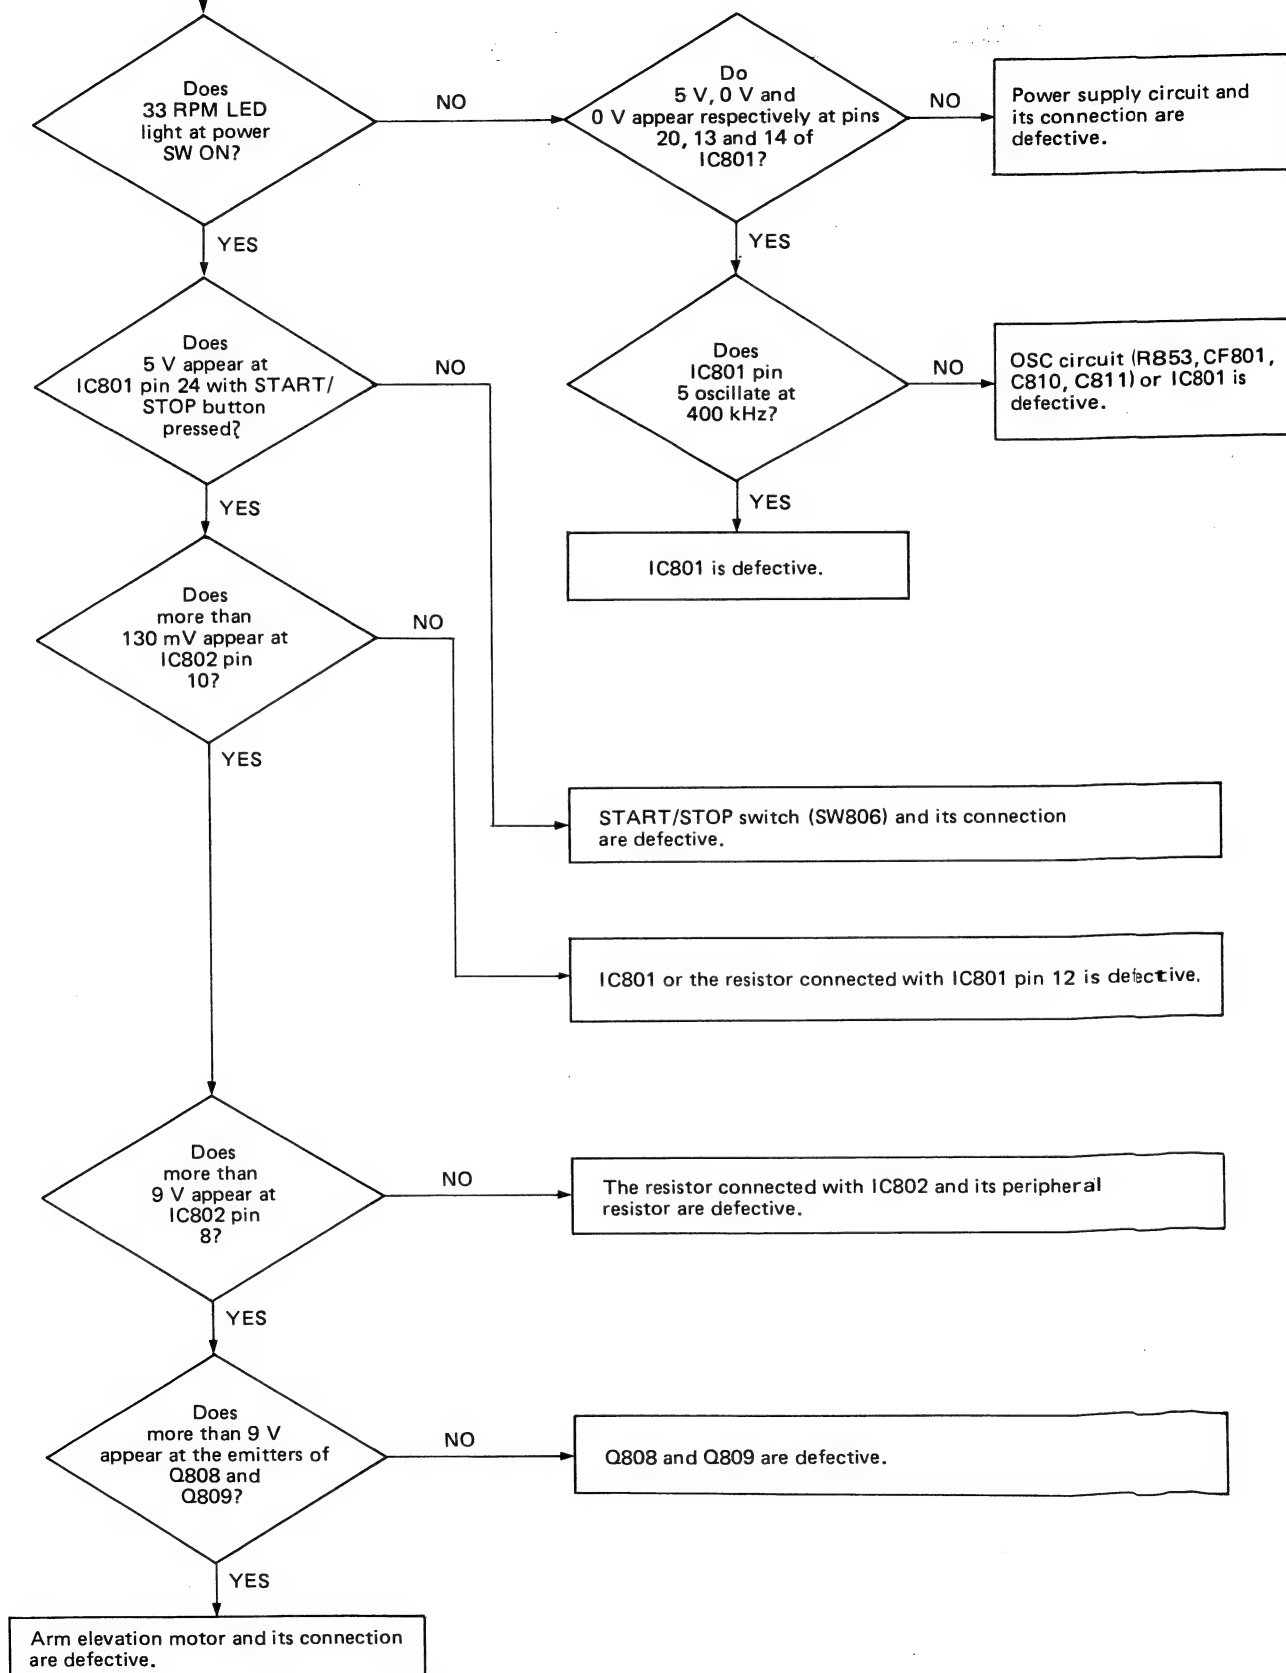 Does
33 RPM LED
light at power
SW ON?
NO
YES
Do
5 V, 0 V and
0 V appear respectively at pins
20, 13 and 14 of
IC801?
NO
YES
Power supply circuit and
its connection are
defective.
Does
5 V appear at
IC801 pin 24 with START/
STOP button
pressed?
NO
YES
Does
IC801 pin
5 oscillate at
400 kHz?
NO
YES
OSC circuit (R853, CF801,
C810, C811) or IC801 is
defective.
IC801 is defective.
Does
more than
130 mV appear at
IC802 pin
10?
NO
YES
START/STOP switch (SW806) and its connection
are defective.
IC801 or the resistor connected with IC801 pin 12 is defective.
Does
more than
9 V appear at
IC802 pin
8?
NO
YES
The resistor connected with IC802 and its peripheral
resistor are defective.
Does
more than 9 V
appear at the emitters of
Q808 and
Q809?
NO
YES
Q808 and Q809 are defective.
Arm elevation motor and its connection
are defective.